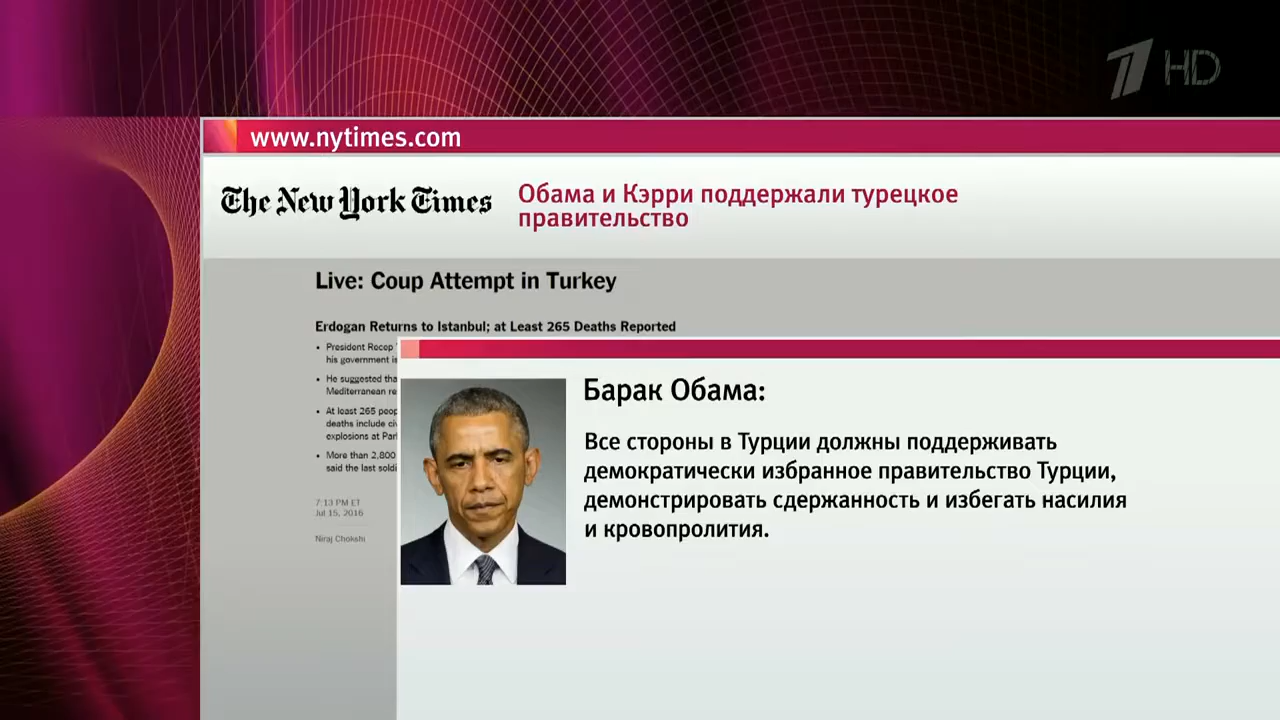 HD
www.nytimes.com
The New York Times
Обама и Кэрри поддержали турецкое
правительство
Live: Coup Attempt in Turkey
Erdogan Returns to Istanbul; at Least 265 Deaths Reported
President Recep
his government is
He suggested tha
Mediterranean re
At least 265 peop
deaths include ci
explosions at Par
More than 2,800
said the last soldi
7:13 PM ET
Jul 15, 2016
Niraj Chokshi
Барак Обама:
Все стороны в Турции должны поддерживать
демократически избранное правительство Турции,
демонстрировать сдержанность и избегать насилия
и кровопролития.